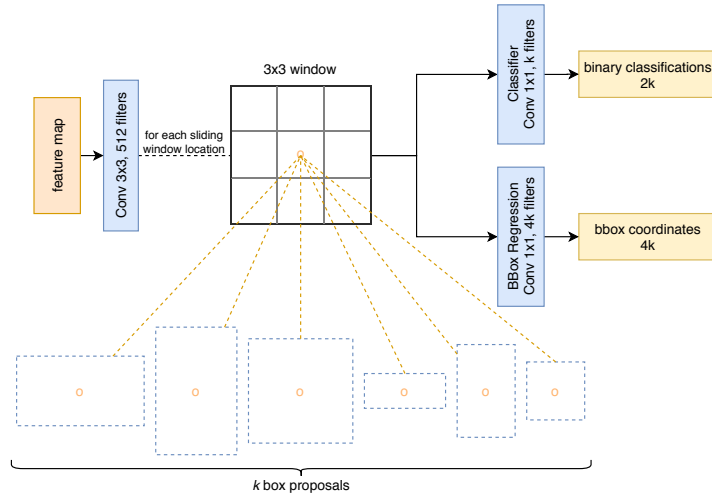 feature map
Conv 3x3, 512 filters
for each sliding
window location
3x3 window
o
Classifier
Conv 1x1, k filters
binary classifications
2k
BBox Regression
Conv 1x1, 4k filters
bbox coordinates
4k
o
o
o
o
o
o
k box proposals